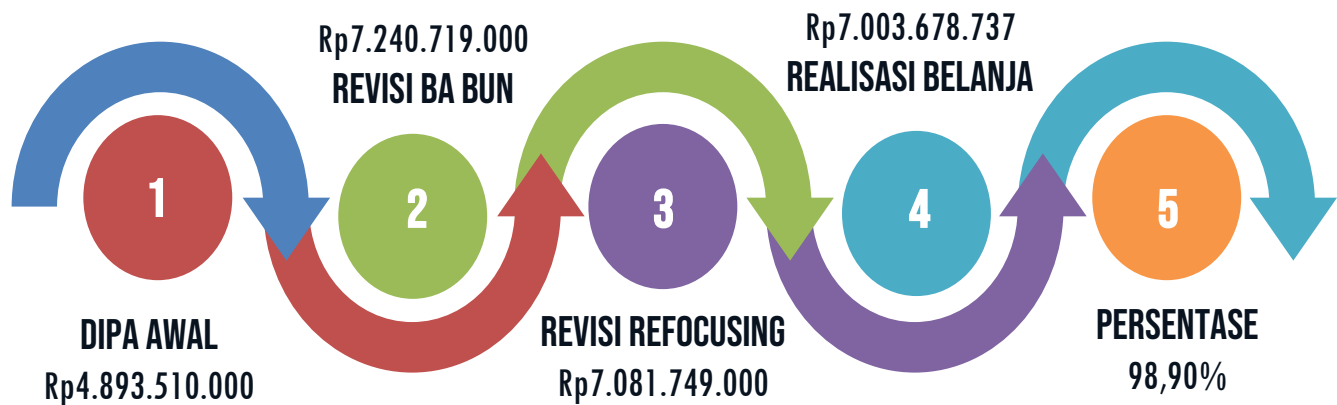 1
DIPA AWAL
Rp4.893.510.000
Rp7.240.719.000
REVISI BA BUN
2
3
REVISI REFOCUSING
Rp7.081.749.000
Rp7.003.678.737
REALISASI BELANJA
4
5
PERSENTASE
98,90%